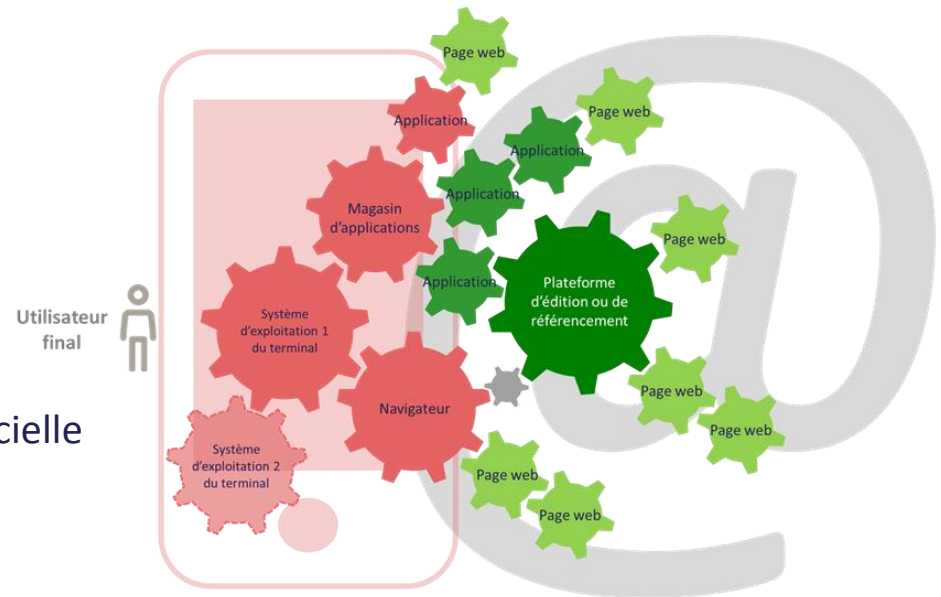 Page web
Page web
Application
Application
Application
Magasin
d'applications
Page web
Application
Plateforme
d'édition ou de
référencement
Utilisateur
final
Système
d'exploitation 1
du terminal
Page web
Navigateur
cielle
Page web
Système
d'exploitation 2
du terminal
Page web
Page web